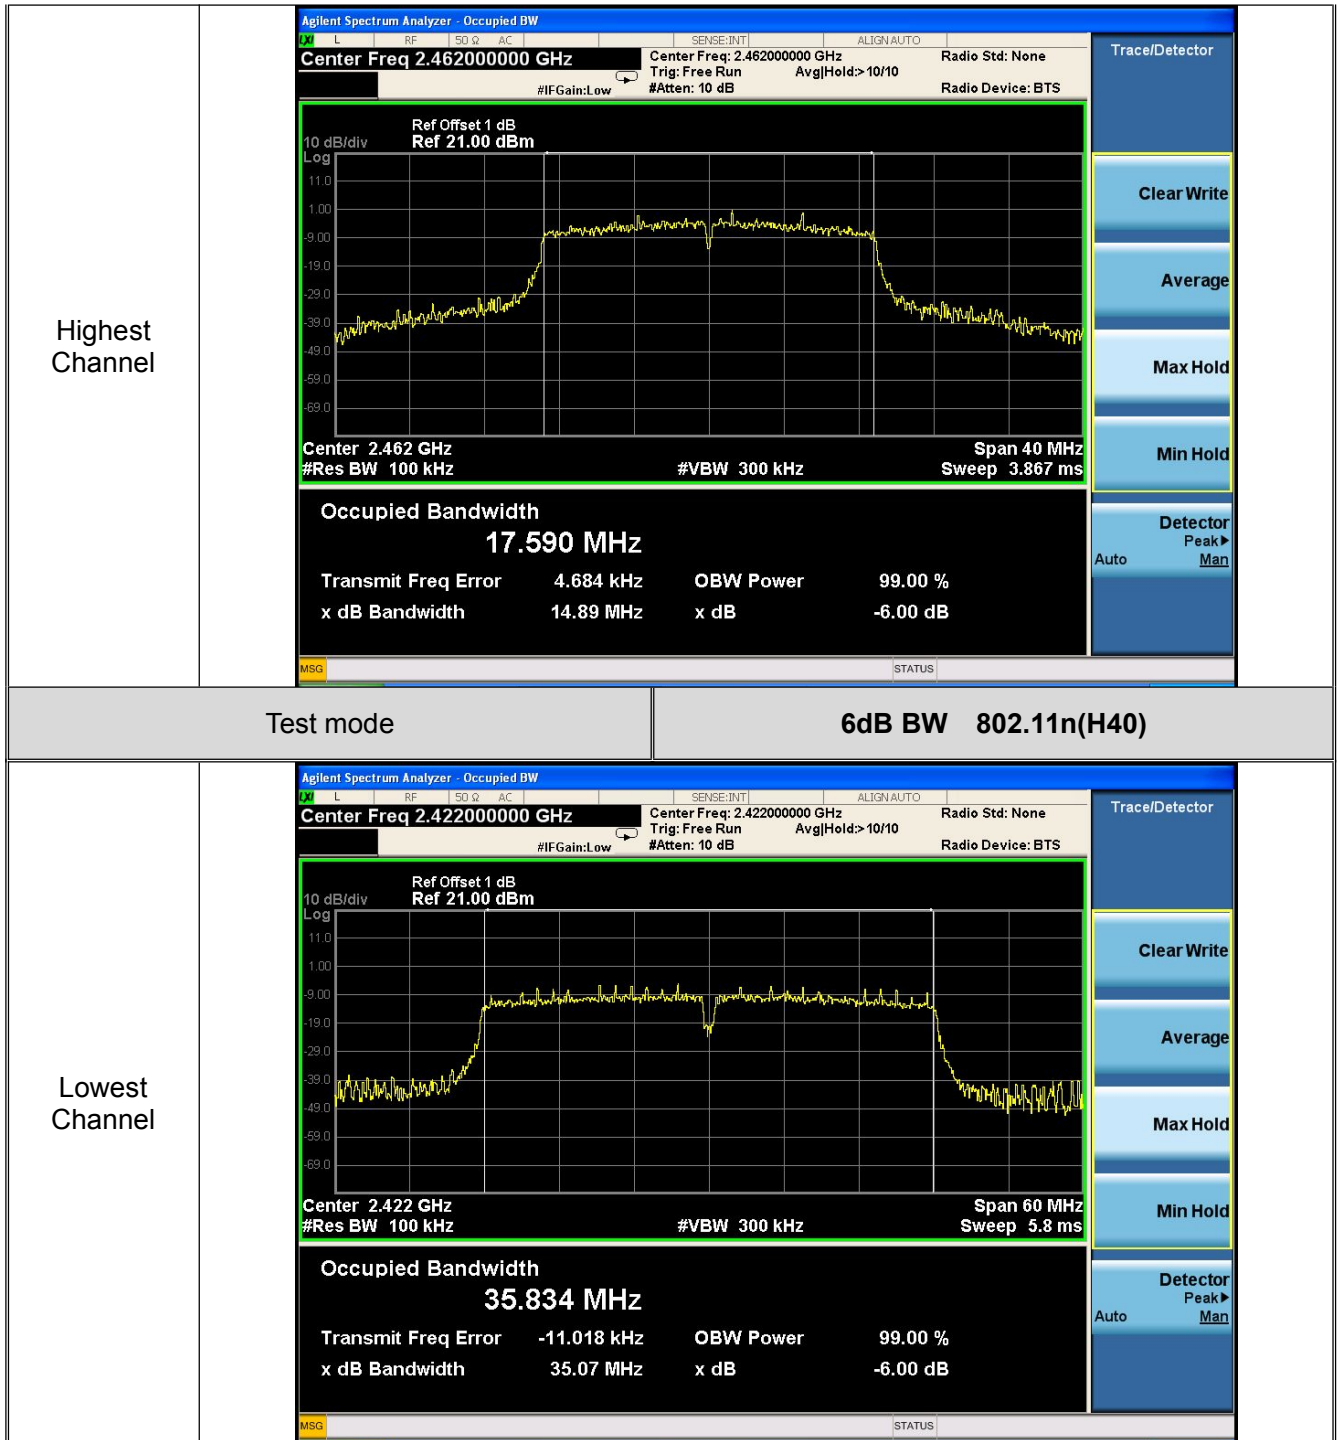 Agilent Spectrum Analyzer - Occupied BW
LXI L RF 50 Ω AC SENSE:INT ALIGN AUTO
Center Freq 2.462000000 GHz
Center Freq: 2.462000000 GHz
Radio Std: None
Trig: Free Run Avg|Hold:>10/10
#IFGain:Low
#Atten: 10 dB
Radio Device: BTS
Trace/Detector
Ref Offset 1 dB
10 dB/div Ref 21.00 dBm
Log
11.0
1.00
-9.00
-19.0
-29.0
-39.0
-49.0
-59.0
-69.0
Clear Write
Average
Max Hold
Min Hold
Detector
Peak▶
Auto Man
Highest
Channel
Center 2.462 GHz
Span 40 MHz
#Res BW 100 kHz
#VBW 300 kHz
Sweep 3.867 ms
Occupied Bandwidth
17.590 MHz
Transmit Freq Error 4.684 kHz OBW Power 99.00 %
x dB Bandwidth 14.89 MHz x dB -6.00 dB
MSG STATUS
Test mode 6dB BW 802.11n(H40)
Agilent Spectrum Analyzer - Occupied BW
LXI L RF 50 Ω AC SENSE:INT ALIGN AUTO
Center Freq 2.422000000 GHz
Center Freq: 2.422000000 GHz
Radio Std: None
Trig: Free Run Avg|Hold:>10/10
#IFGain:Low
#Atten: 10 dB
Radio Device: BTS
Trace/Detector
Ref Offset 1 dB
10 dB/div Ref 21.00 dBm
Log
11.0
1.00
-9.00
-19.0
-29.0
-39.0
-49.0
-59.0
-69.0
Clear Write
Average
Max Hold
Min Hold
Detector
Peak▶
Auto Man
Lowest
Channel
Center 2.422 GHz
Span 60 MHz
#Res BW 100 kHz
#VBW 300 kHz
Sweep 5.8 ms
Occupied Bandwidth
35.834 MHz
Transmit Freq Error -11.018 kHz OBW Power 99.00 %
x dB Bandwidth 35.07 MHz x dB -6.00 dB
MSG STATUS